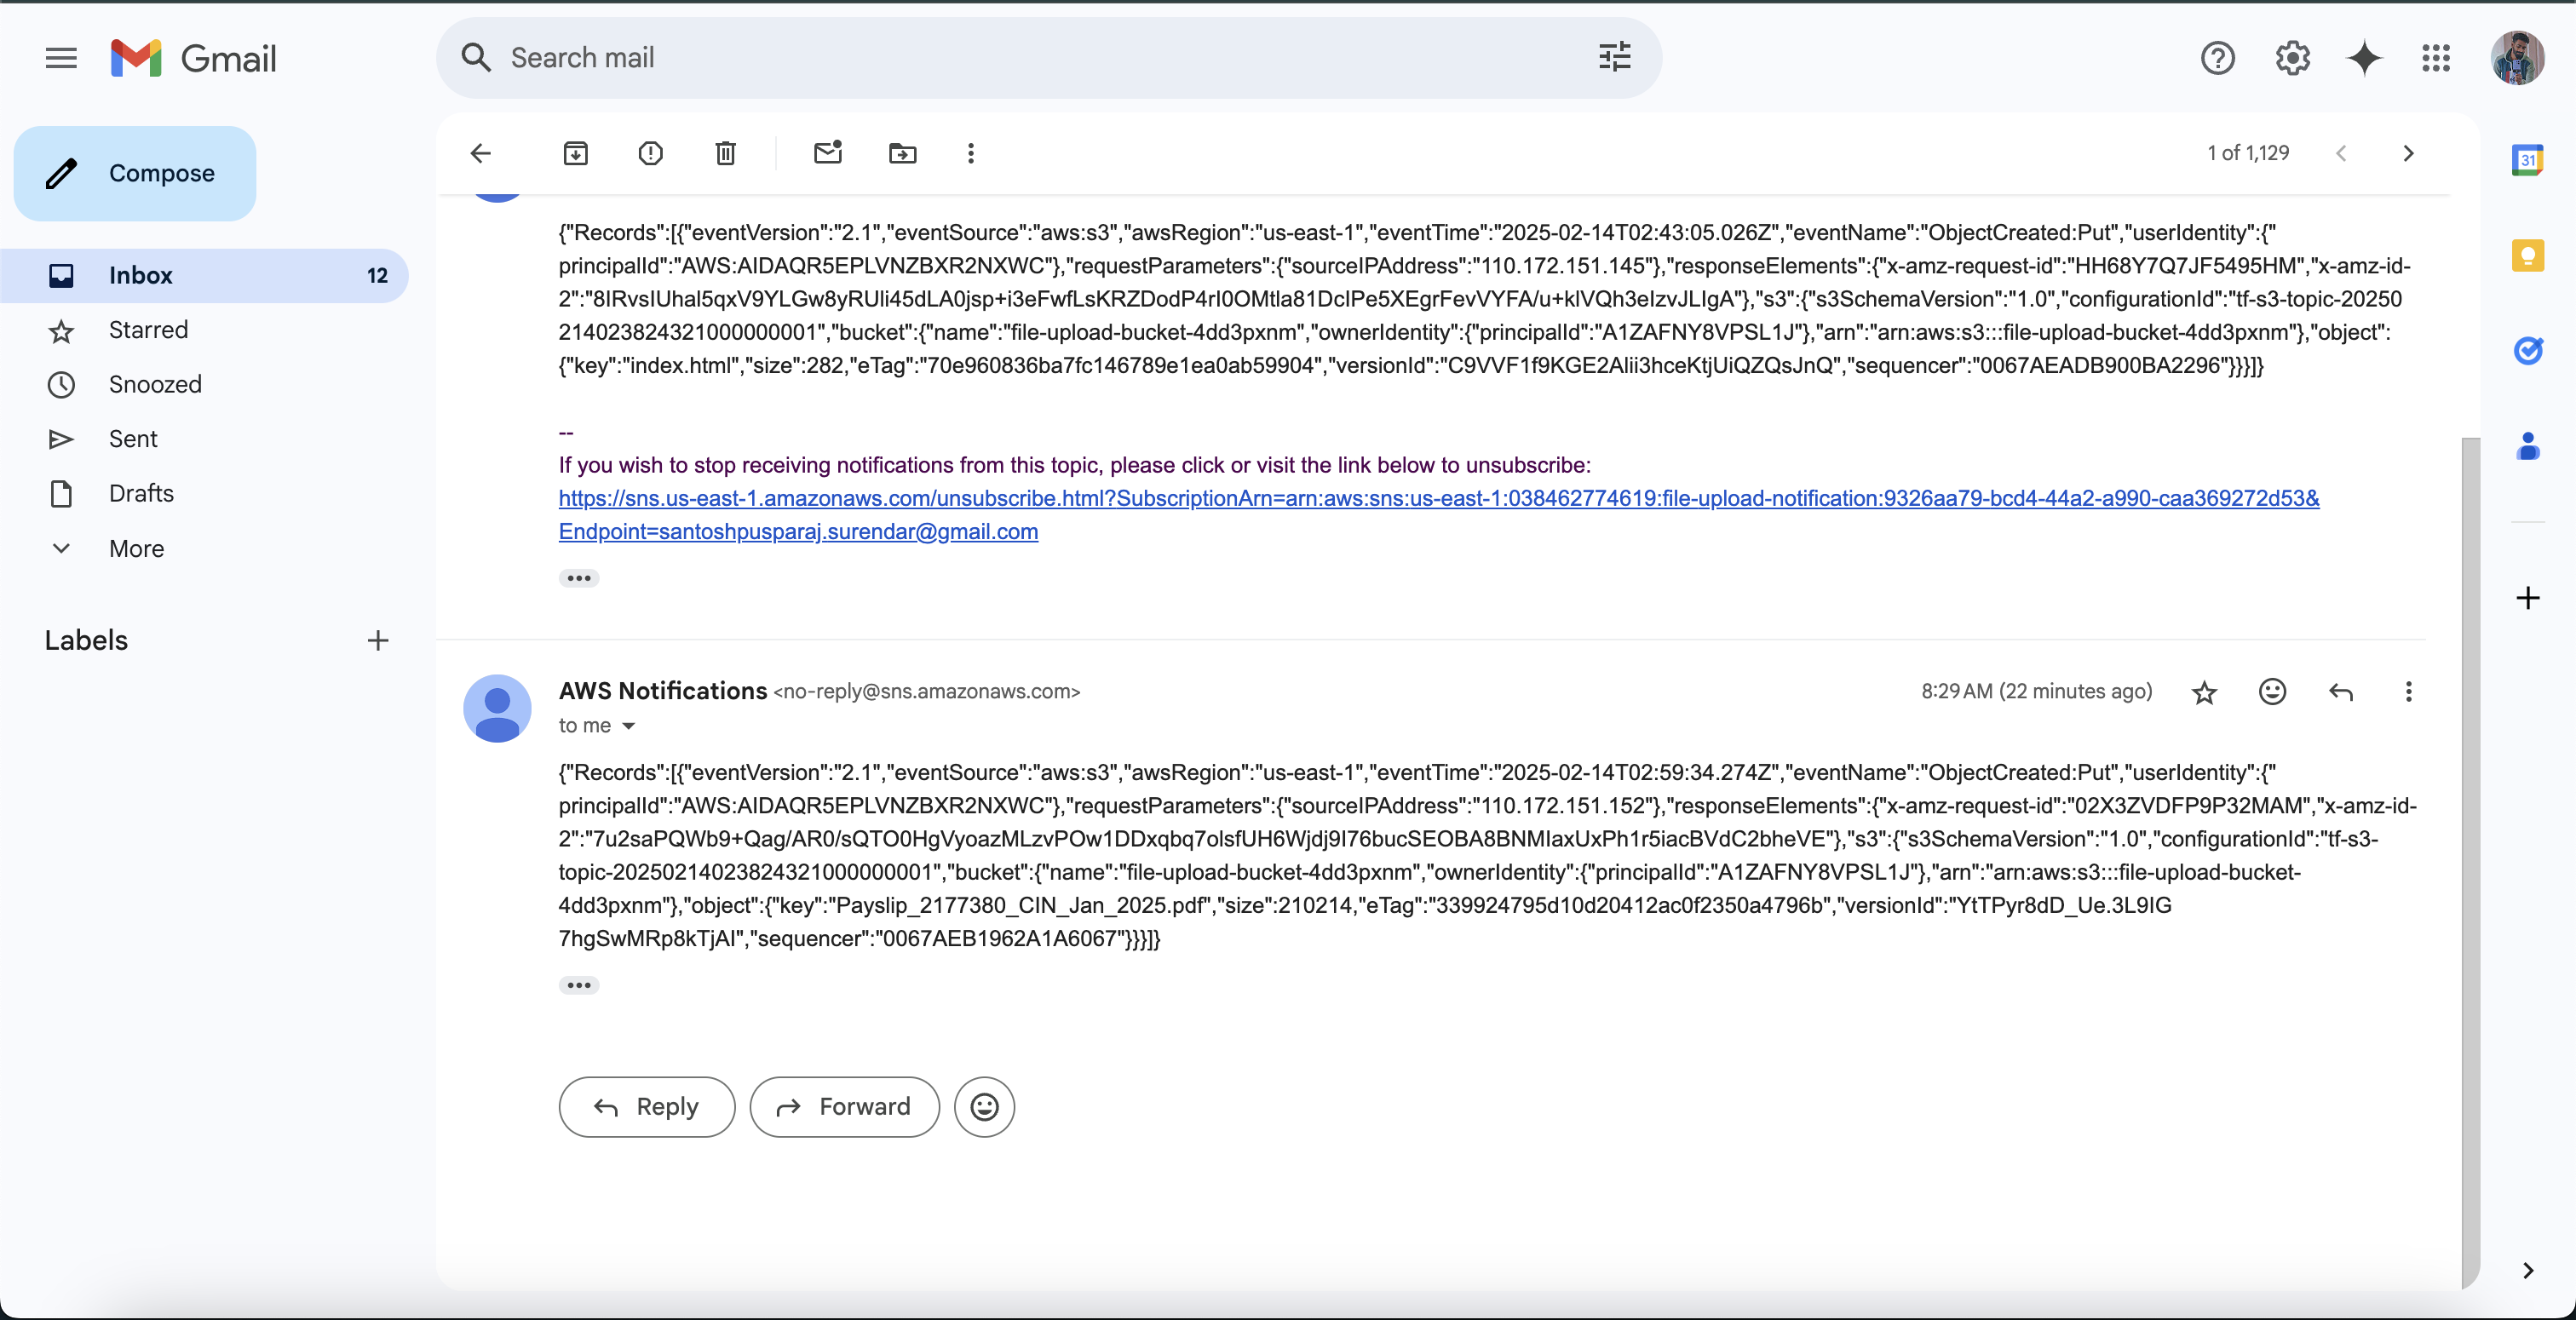 Gmail
Search mail
Compose
1 of 1,129
31
Inbox 12
Starred
Snoozed
Sent
Drafts
More
Labels
{"Records":[{"eventVersion":"2.1","eventSource":"aws:s3","awsRegion":"us-east-1","eventTime":"2025-02-14T02:43:05.026Z","eventName":"ObjectCreated:Put","userIdentity":{"
principalId":"AWS:AIDAQR5EPLVNZBXR2NXWC"},"requestParameters":{"sourceIPAddress":"110.172.151.145"},"responseElements":{"x-amz-request-id":"HH68Y7Q7JF5495HM","x-amz-id-
2":"8IRvsIUhal5qxV9YLGw8yRUli45dLA0jsp+i3eFwfLsKRZDodP4rI0OMtla81DcIPe5XEgrFevVYFA/u+klVQh3eIzvJLIgA"},"s3":{"s3SchemaVersion":"1.0","configurationId":"tf-s3-topic-20250
214023824321000000001","bucket":{"name":"file-upload-bucket-4dd3pxnm","ownerIdentity":{"principalId":"A1ZAFNY8VPSL1J"},"arn":"arn:aws:s3:::file-upload-bucket-4dd3pxnm"},"object":
{"key":"index.html","size":282,"eTag":"70e960836ba7fc146789e1ea0ab59904","versionId":"C9VVF1f9KGE2Alii3hceKtjUiQZQsJnQ","sequencer":"0067AEADB900BA2296"}}}]}
--
If you wish to stop receiving notifications from this topic, please click or visit the link below to unsubscribe:
https://sns.us-east-1.amazonaws.com/unsubscribe.html?SubscriptionArn=arn:aws:sns:us-east-1:038462774619:file-upload-notification:9326aa79-bcd4-44a2-a990-caa369272d53&
Endpoint=santoshpusparaj.surendar@gmail.com
AWS Notifications <no-reply@sns.amazonaws.com> 8:29 AM (22 minutes ago)
to me
{"Records":[{"eventVersion":"2.1","eventSource":"aws:s3","awsRegion":"us-east-1","eventTime":"2025-02-14T02:59:34.274Z","eventName":"ObjectCreated:Put","userIdentity":{"
principalId":"AWS:AIDAQR5EPLVNZBXR2NXWC"},"requestParameters":{"sourceIPAddress":"110.172.151.152"},"responseElements":{"x-amz-request-id":"02X3ZVDFP9P32MAM","x-amz-id-
2":"7u2saPQWb9+Qag/AR0/sQTO0HgVyoazMLzvPOw1DDxqbq7olsfUH6Wjdj9I76bucSEOBA8BNMIaxUxPh1r5iacBVdC2bheVE"},"s3":{"s3SchemaVersion":"1.0","configurationId":"tf-s3-
topic-20250214023824321000000001","bucket":{"name":"file-upload-bucket-4dd3pxnm","ownerIdentity":{"principalId":"A1ZAFNY8VPSL1J"},"arn":"arn:aws:s3:::file-upload-bucket-
4dd3pxnm"},"object":{"key":"Payslip_2177380_CIN_Jan_2025.pdf","size":210214,"eTag":"339924795d10d20412ac0f2350a4796b","versionId":"YtTPyr8dD_Ue.3L9IG
7hgSwMRp8kTjAI","sequencer":"0067AEB1962A1A6067"}}}]}
Reply
Forward